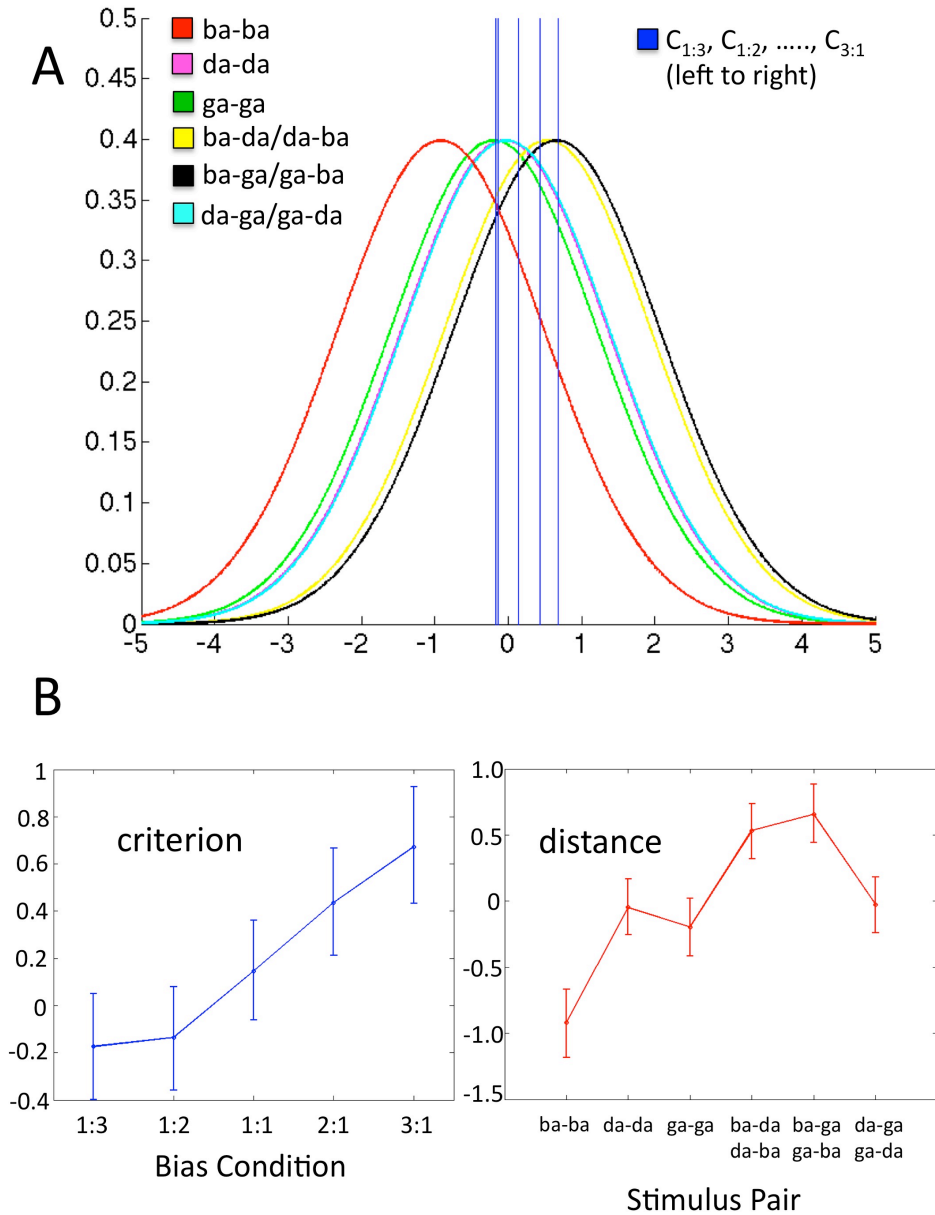 A
0.5
0.45
0.4
0.35
0.3
0.25
0.2
0.15
0.1
0.05
0
-5 -4 -3 -2 -1 0 1 2 3 4 5
ba-ba
da-da
ga-ga
ba-da/da-ba
ba-ga/ga-ba
da-ga/ga-da
C1:3, C1:2, ....., C3:1
(left to right)
B
1
0.8
0.6
0.4
0.2
0
-0.2
-0.4
criterion
1:3 1:2 1:1 2:1 3:1
Bias Condition
1.0
0.5
0
-0.5
-1.0
-1.5
distance
ba-ba da-da ga-ga ba-da ba-ga da-ga
da-ba ga-ba ga-da
Stimulus Pair